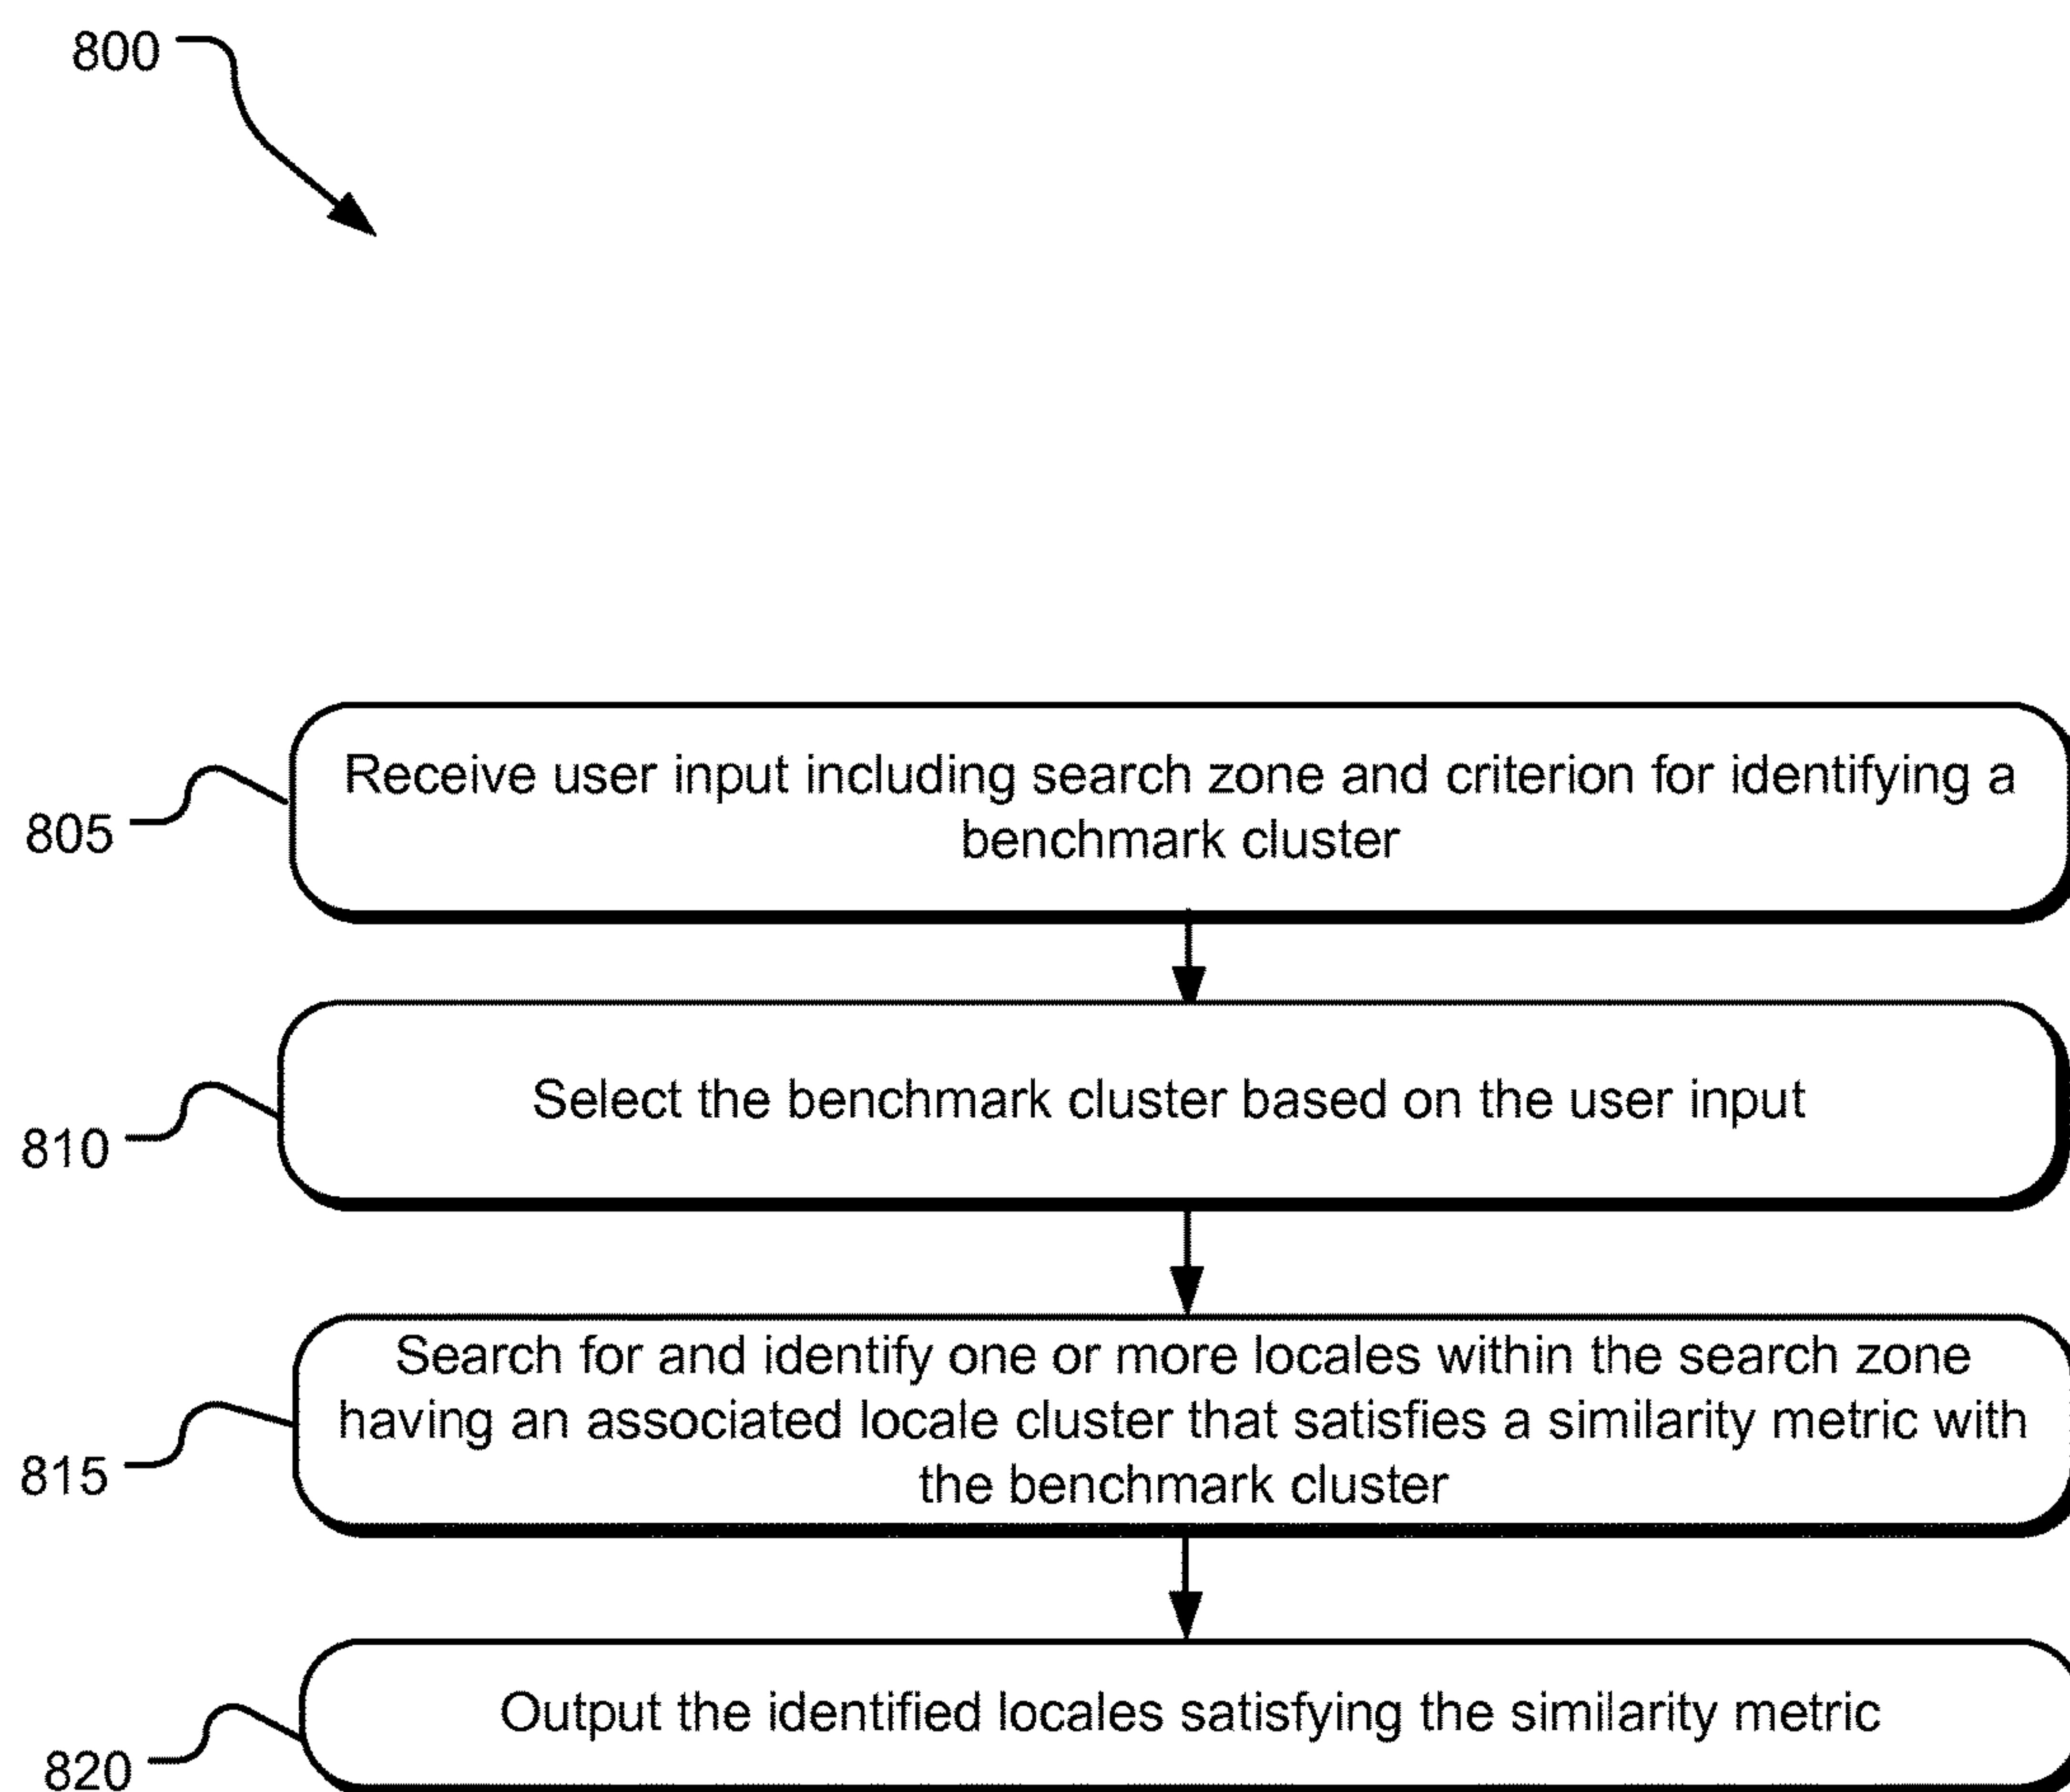 800
805
Receive user input including search zone and criterion for identifying a
benchmark cluster
810
Select the benchmark cluster based on the user input
815
Search for and identify one or more locales within the search zone
having an associated locale cluster that satisfies a similarity metric with
the benchmark cluster
820
Output the identified locales satisfying the similarity metric